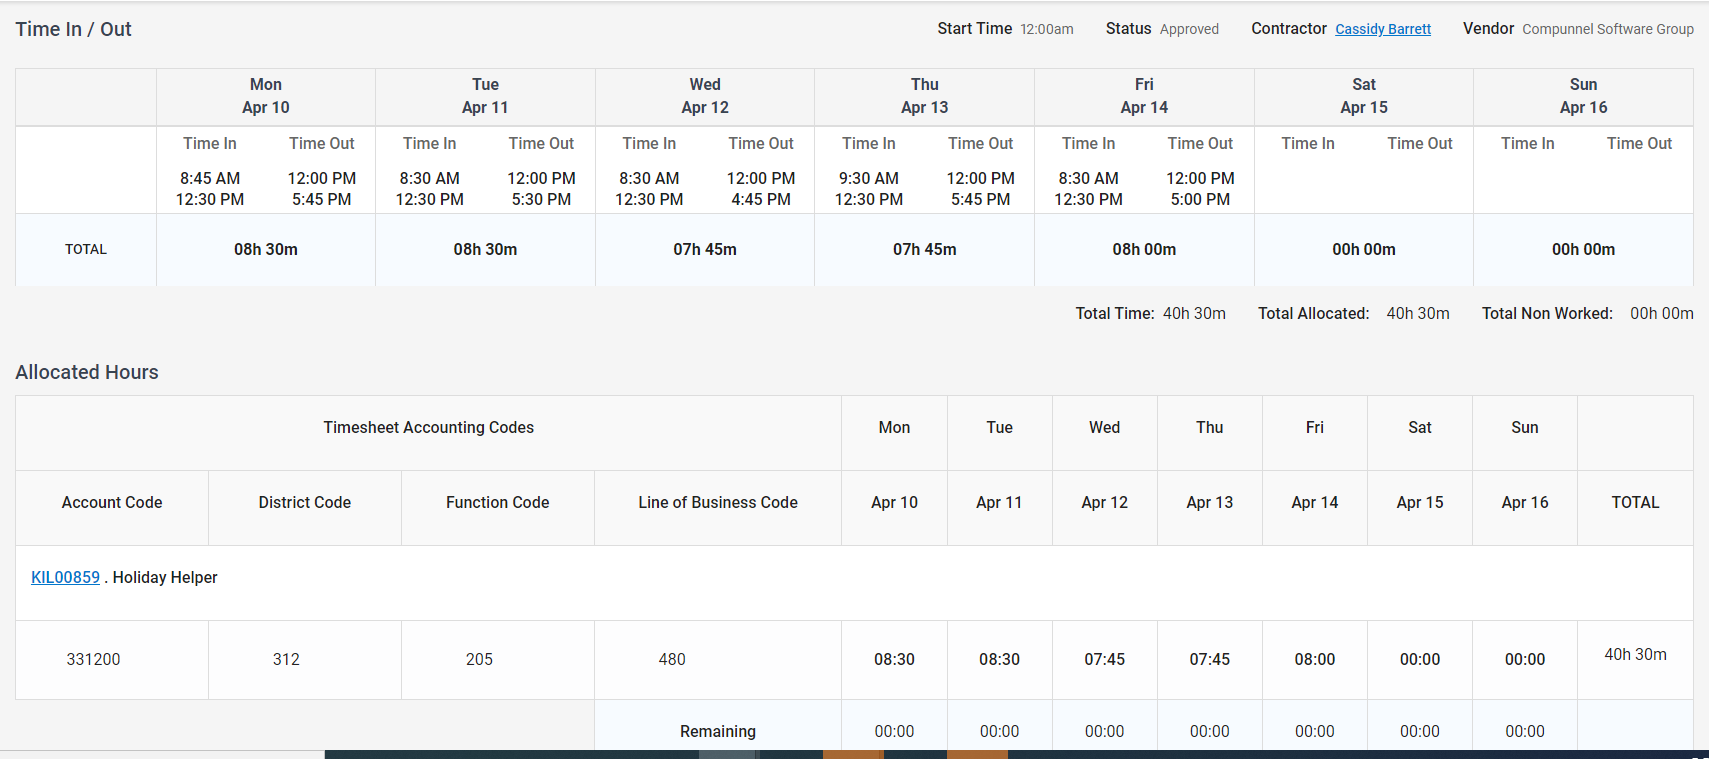 Time In / Out Start Time 12:00am Status Approved Contractor Cassidy Barrett Vendor Compunnel Software Group
Mon Tue Wed Thu Fri Sat Sun
Apr 10 Apr 11 Apr 12 Apr 13 Apr 14 Apr 15 Apr 16
Time In Time Out Time In Time Out Time In Time Out Time In Time Out Time In Time Out Time In Time Out Time In Time Out
8:45 AM 12:00 PM 8:30 AM 12:00 PM 8:30 AM 12:00 PM 9:30 AM 12:00 PM 8:30 AM 12:00 PM
12:30 PM 5:45 PM 12:30 PM 5:30 PM 12:30 PM 4:45 PM 12:30 PM 5:45 PM 12:30 PM 5:00 PM
TOTAL 08h 30m 08h 30m 07h 45m 07h 45m 08h 00m 00h 00m 00h 00m
Total Time: 40h 30m Total Allocated: 40h 30m Total Non Worked: 00h 00m
Allocated Hours
Timesheet Accounting Codes Mon Tue Wed Thu Fri Sat Sun
Account Code District Code Function Code Line of Business Code Apr 10 Apr 11 Apr 12 Apr 13 Apr 14 Apr 15 Apr 16 TOTAL
KIL00859 . Holiday Helper
331200 312 205 480 08:30 08:30 07:45 07:45 08:00 00:00 00:00 40h 30m
Remaining 00:00 00:00 00:00 00:00 00:00 00:00 00:00